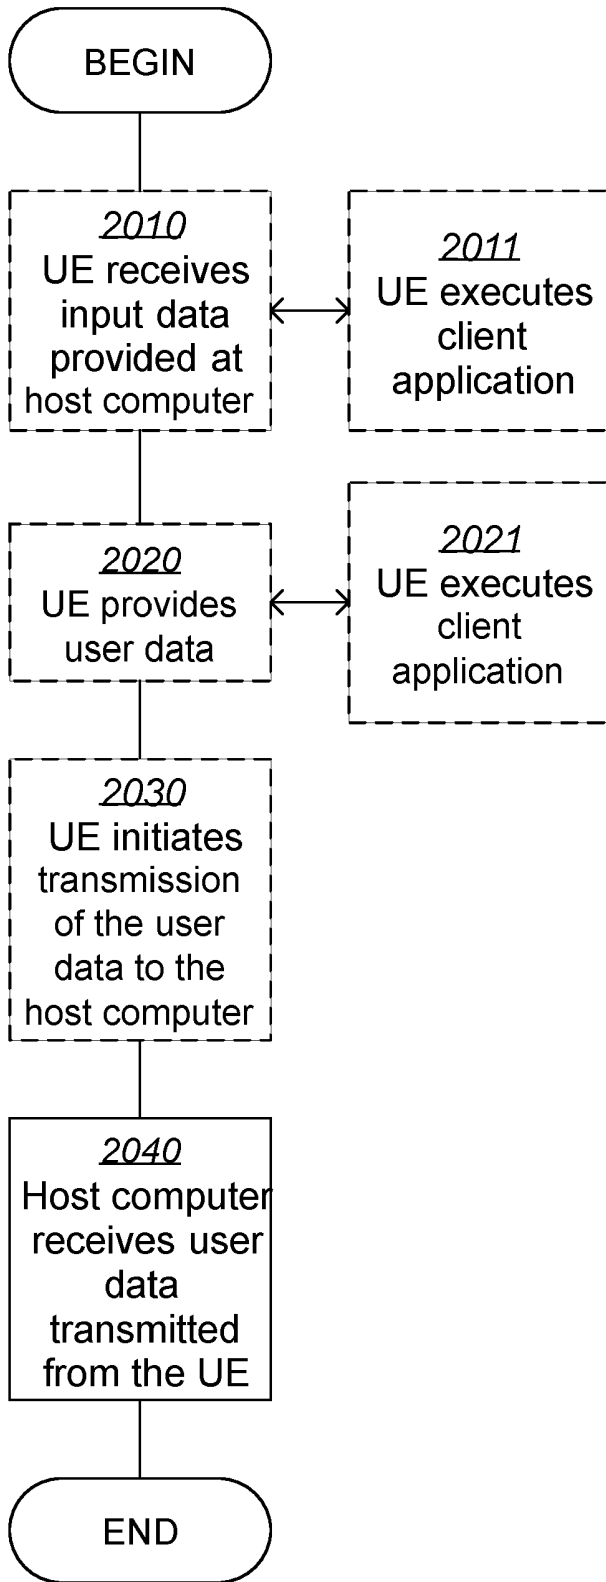 BEGIN
2010
UE receives
input data
provided at
host computer
2011
UE executes
client
application
2020
UE provides
user data
2021
UE executes
client
application
2030
UE initiates
transmission
of the user
data to the
host computer
2040
Host computer
receives user
data
transmitted
from the UE
END